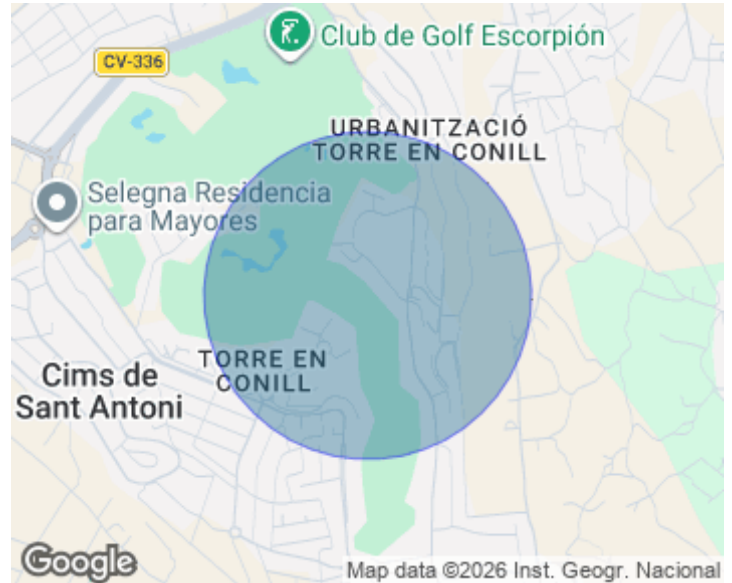 Club de Golf Escorpión
CV-336
URBANITZACIÓ
TORRE EN CONILL
Selegna Residencia
para Mayores
TORRE EN
CONILL
Cims de
Sant Antoni
Google
Map data ©2026 Inst. Geogr. Nacional